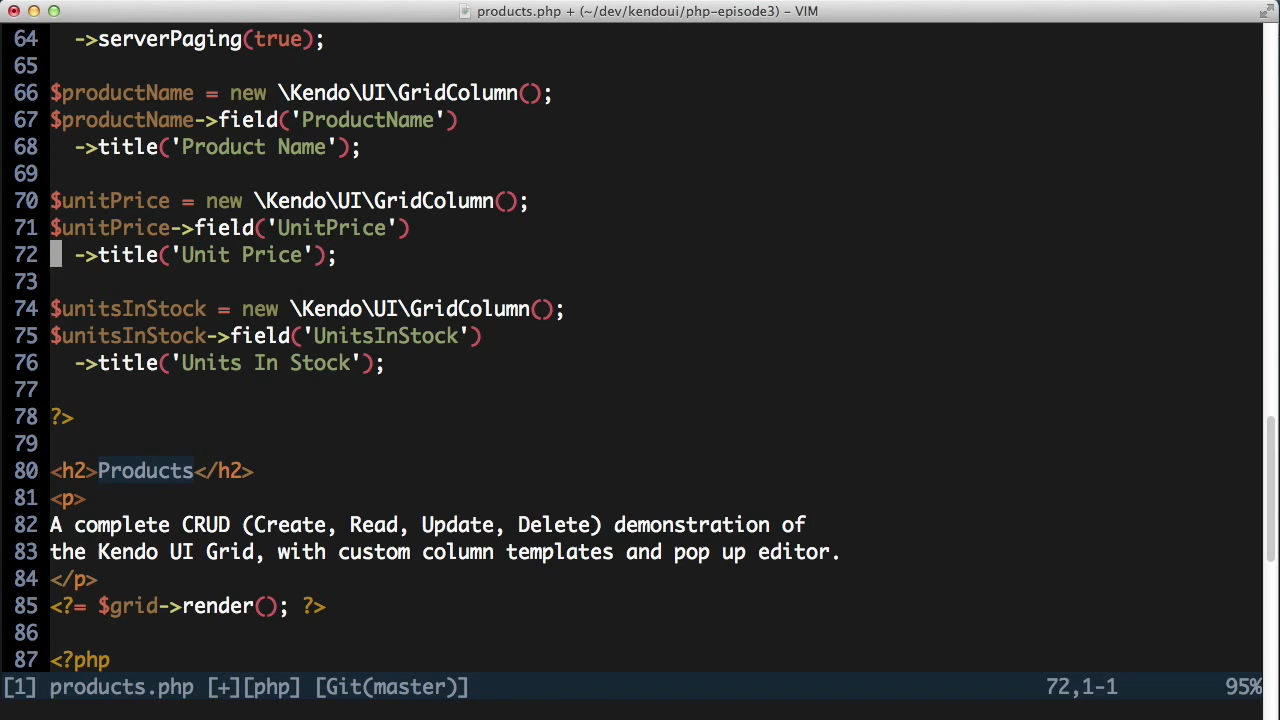 products.php + (~/dev/kendoui/php-episode3) – VIM
64 ->serverPaging(true);
65
66 $productName = new \Kendo\UI\GridColumn();
67 $productName->field('ProductName')
68 ->title('Product Name');
69
70 $unitPrice = new \Kendo\UI\GridColumn();
71 $unitPrice->field('UnitPrice')
72 ->title('Unit Price');
73
74 $unitsInStock = new \Kendo\UI\GridColumn();
75 $unitsInStock->field('UnitsInStock')
76 ->title('Units In Stock');
77
78 ?>
79
80 <h2>Products</h2>
81 <p>
82 A complete CRUD (Create, Read, Update, Delete) demonstration of
83 the Kendo UI Grid, with custom column templates and pop up editor.
84 </p>
85 <?= $grid->render(); ?>
86
87 <?php
[1] products.php [+][php] [Git(master)] 72,1-1 95%